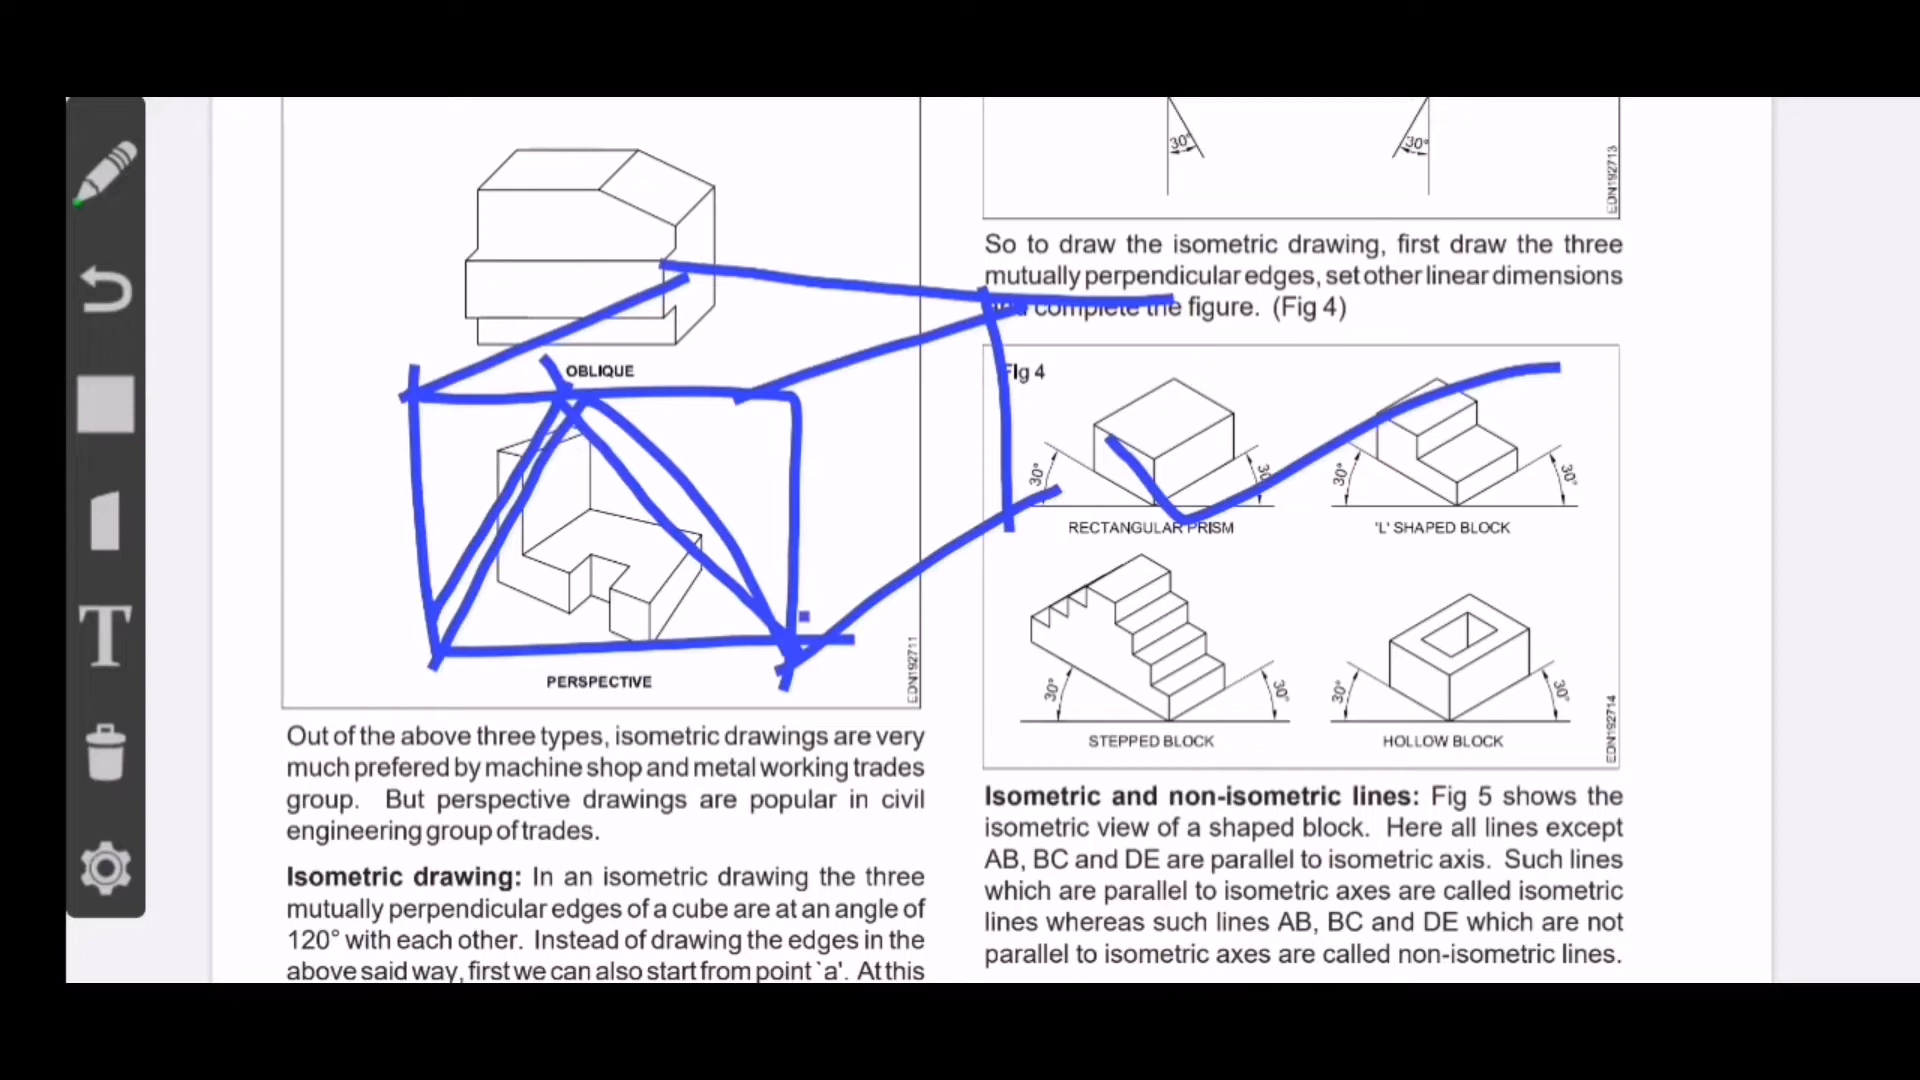 OBLIQUE
PERSPECTIVE
EDN192711
Out of the above three types, isometric drawings are very
much prefered by machine shop and metal working trades
group. But perspective drawings are popular in civil
engineering group of trades.
Isometric drawing: In an isometric drawing the three
mutually perpendicular edges of a cube are at an angle of
120° with each other. Instead of drawing the edges in the
above said way, first we can also start from point `a'. At this
30°
30°
EDN192713
So to draw the isometric drawing, first draw the three
mutually perpendicular edges, set other linear dimensions
complete the figure. (Fig 4)
Fig 4
30°
30°
30°
RECTANGULAR PRISM
'L' SHAPED BLOCK
30°
30°
30°
30°
STEPPED BLOCK
HOLLOW BLOCK
EDN192714
Isometric and non-isometric lines: Fig 5 shows the
isometric view of a shaped block. Here all lines except
AB, BC and DE are parallel to isometric axis. Such lines
which are parallel to isometric axes are called isometric
lines whereas such lines AB, BC and DE which are not
parallel to isometric axes are called non-isometric lines.
T